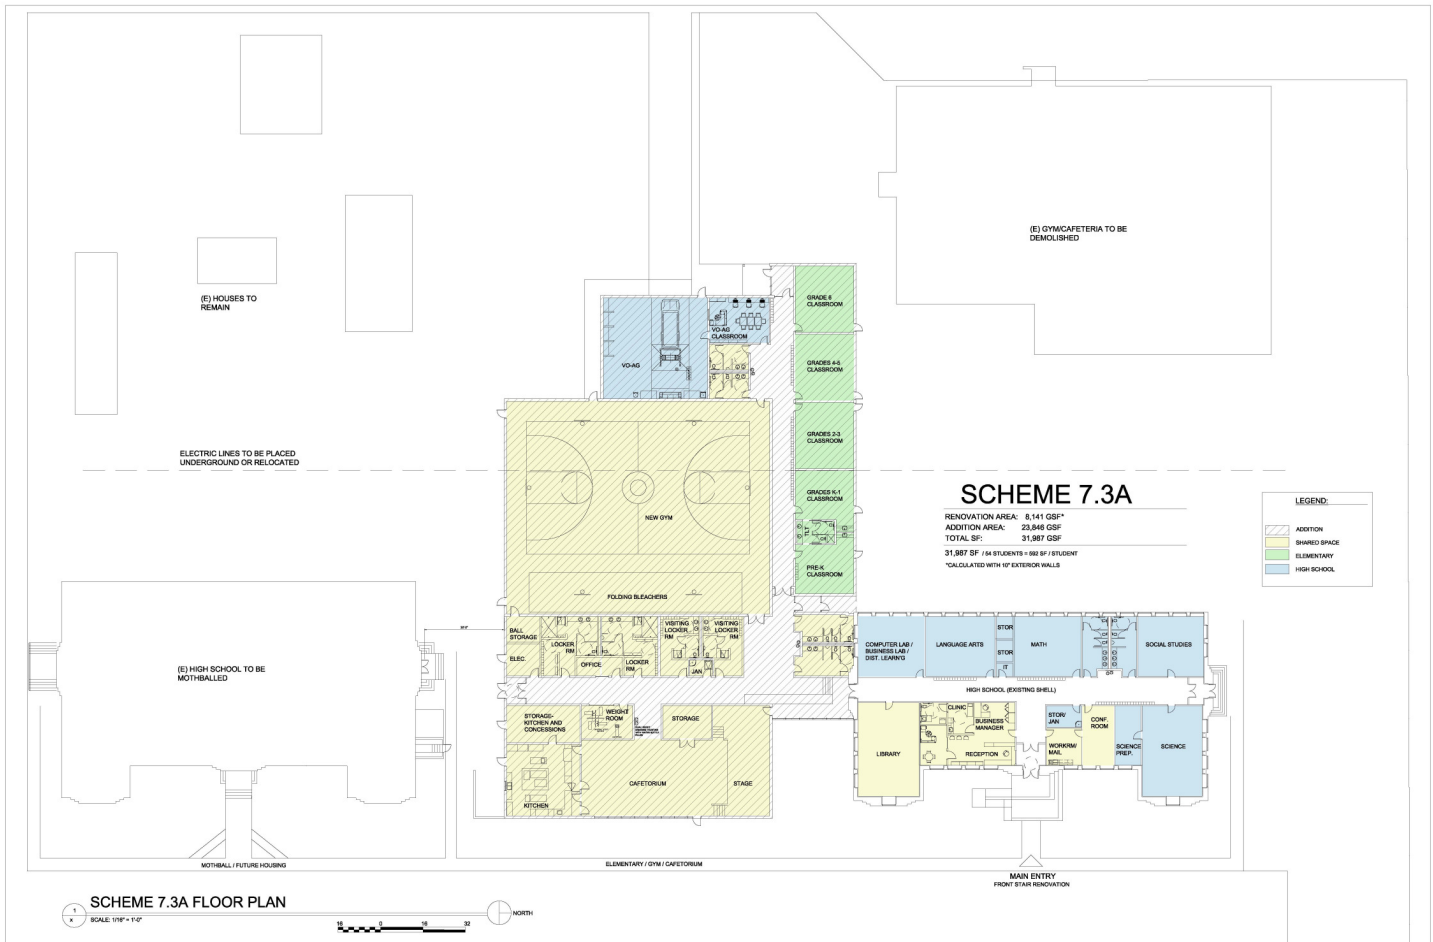 (E) HOUSES TO
REMAIN
(E) GYM/CAFETERIA TO BE
DEMOLISHED
GRADE 6
CLASSROOM
VO-AG
CLASSROOM
VO-AG
GRADES 4-5
CLASSROOM
GRADES 2-3
CLASSROOM
ELECTRIC LINES TO BE PLACED
UNDERGROUND OR RELOCATED
GRADES K-1
CLASSROOM
NEW GYM
TLT
PRE-K
CLASSROOM
FOLDING BLEACHERS
SCHEME 7.3A
RENOVATION AREA: 8,141 GSF*
ADDITION AREA: 23,846 GSF
TOTAL SF: 31,987 GSF
31,987 SF / 54 STUDENTS = 592 SF / STUDENT
*CALCULATED WITH 10" EXTERIOR WALLS
LEGEND:
ADDITION
SHARED SPACE
ELEMENTARY
HIGH SCHOOL
(E) HIGH SCHOOL TO BE
MOTHBALLED
BALL
STORAGE
ELEC.
LOCKER
RM
OFFICE
LOCKER
RM
VISITING
LOCKER
RM
VISITING
LOCKER
RM
JAN
COMPUTER LAB /
BUSINESS LAB /
DIST. LEARN'G
LANGUAGE ARTS
STOR
STOR
IT
MATH
SOCIAL STUDIES
HIGH SCHOOL (EXISTING SHELL)
STORAGE-
KITCHEN AND
CONCESSIONS
WEIGHT
ROOM
STORAGE
KITCHEN
CAFETORIUM
STAGE
LIBRARY
CLINIC
BUSINESS
MANAGER
RECEPTION
STOR/
JAN
WORKRM/
MAIL
CONF.
ROOM
SCIENCE
PREP.
SCIENCE
MOTHBALL / FUTURE HOUSING
ELEMENTARY / GYM / CAFETORIUM
MAIN ENTRY
FRONT STAIR RENOVATION
1
X
SCHEME 7.3A FLOOR PLAN
SCALE: 1/16" = 1'-0"
16 0 16 32
NORTH